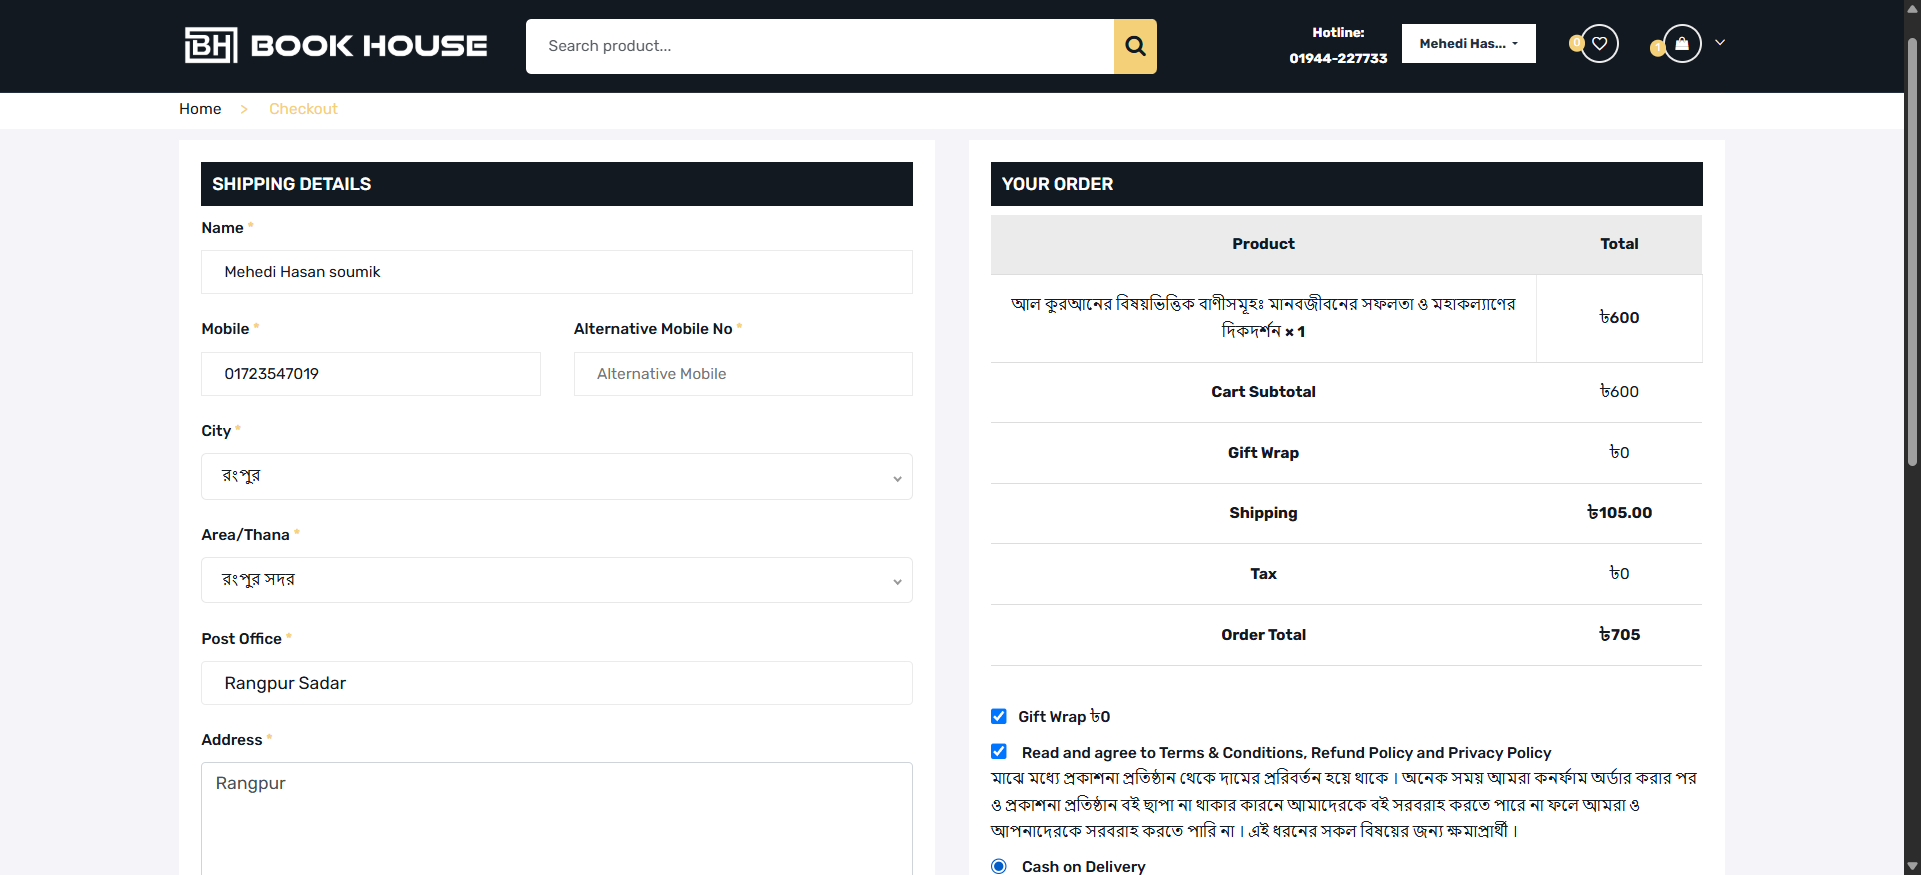 BH BOOK HOUSE
Search product...
Hotline:
01944-227733
Mehedi Has...
0
1
Home > Checkout
SHIPPING DETAILS
Name *
Mehedi Hasan soumik
Mobile *
Alternative Mobile No *
01723547019
Alternative Mobile
City *
রংপুর
Area/Thana *
রংপুর সদর
Post Office *
Rangpur Sadar
Address *
Rangpur
YOUR ORDER
Product Total
আল কুরআনের বিষয়ভিত্তিক বাণীসমূহঃ মানবজীবনের সফলতা ও মহাকল্যাণের
দিকদর্শন × 1
৳600
Cart Subtotal ৳600
Gift Wrap ৳0
Shipping ৳105.00
Tax ৳0
Order Total ৳705
Gift Wrap ৳0
Read and agree to Terms & Conditions, Refund Policy and Privacy Policy
মাঝে মধ্যে প্রকাশনা প্রতিষ্ঠান থেকে দামের প্ররিবর্তন হয়ে থাকে। অনেক সময় আমরা কনর্ফাম অর্ডার করার পর
ও প্রকাশনা প্রতিষ্ঠান বই ছাপা না থাকার কারনে আমাদেরকে বই সরবরাহ করতে পারে না ফলে আমরা ও
আপনাদেরকে সরবরাহ করতে পারি না। এই ধরনের সকল বিষয়ের জন্য ক্ষমাপ্রার্থী।
Cash on Delivery